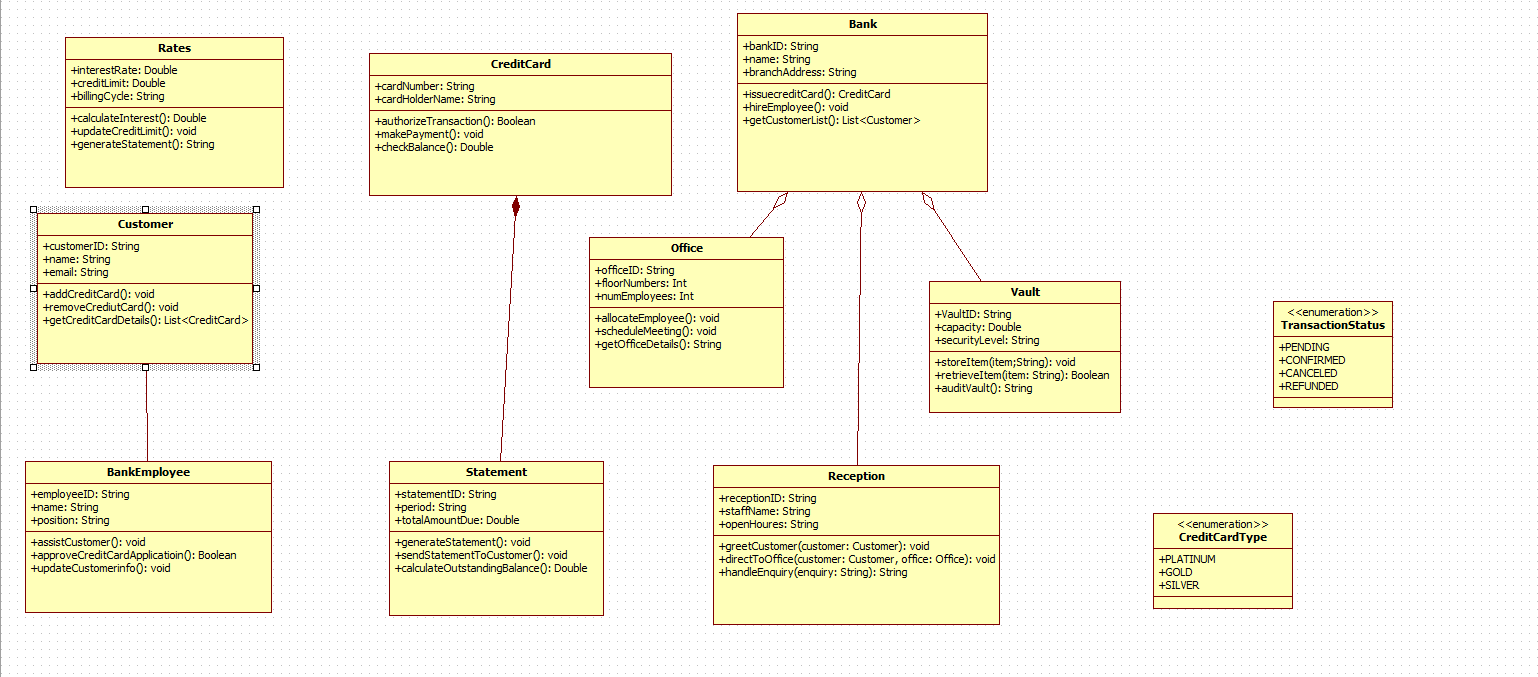 Rates
+interestRate: Double
+creditLimit: Double
+billingCycle: String
+calculateInterest(): Double
+updateCreditLimit(): void
+generateStatement(): String
CreditCard
+cardNumber: String
+cardHolderName: String
+authorizeTransaction(): Boolean
+makePayment(): void
+checkBalance(): Double
Bank
+bankID: String
+name: String
+branchAddress: String
+issuecreditCard(): CreditCard
+hireEmployee(): void
+getCustomerList(): List<Customer>
Customer
+customerID: String
+name: String
+email: String
+addCreditCard(): void
+removeCrediutCard(): void
+getCreditCardDetails(): List<CreditCard>
Office
+officeID: String
+floorNumbers: Int
+numEmployees: Int
+allocateEmployee(): void
+scheduleMeeting(): void
+getOfficeDetails(): String
Vault
+VaultID: String
+capacity: Double
+securityLevel: String
+storeItem(item;String): void
+retrieveItem(item: String): Boolean
+auditVault(): String
<<enumeration>>
TransactionStatus
+PENDING
+CONFIRMED
+CANCELED
+REFUNDED
BankEmployee
+employeeID: String
+name: String
+position: String
+assistCustomer(): void
+approveCreditCardApplicatioin(): Boolean
+updateCustomerinfo(): void
Statement
+statementID: String
+period: String
+totalAmountDue: Double
+generateStatement(): void
+sendStatementToCustomer(): void
+calculateOutstandingBalance(): Double
Reception
+receptionID: String
+staffName: String
+openHoures: String
+greetCustomer(customer: Customer): void
+directToOffice(customer: Customer, office: Office): void
+handleEnquiry(enquiry: String): String
<<enumeration>>
CreditCardType
+PLATINUM
+GOLD
+SILVER